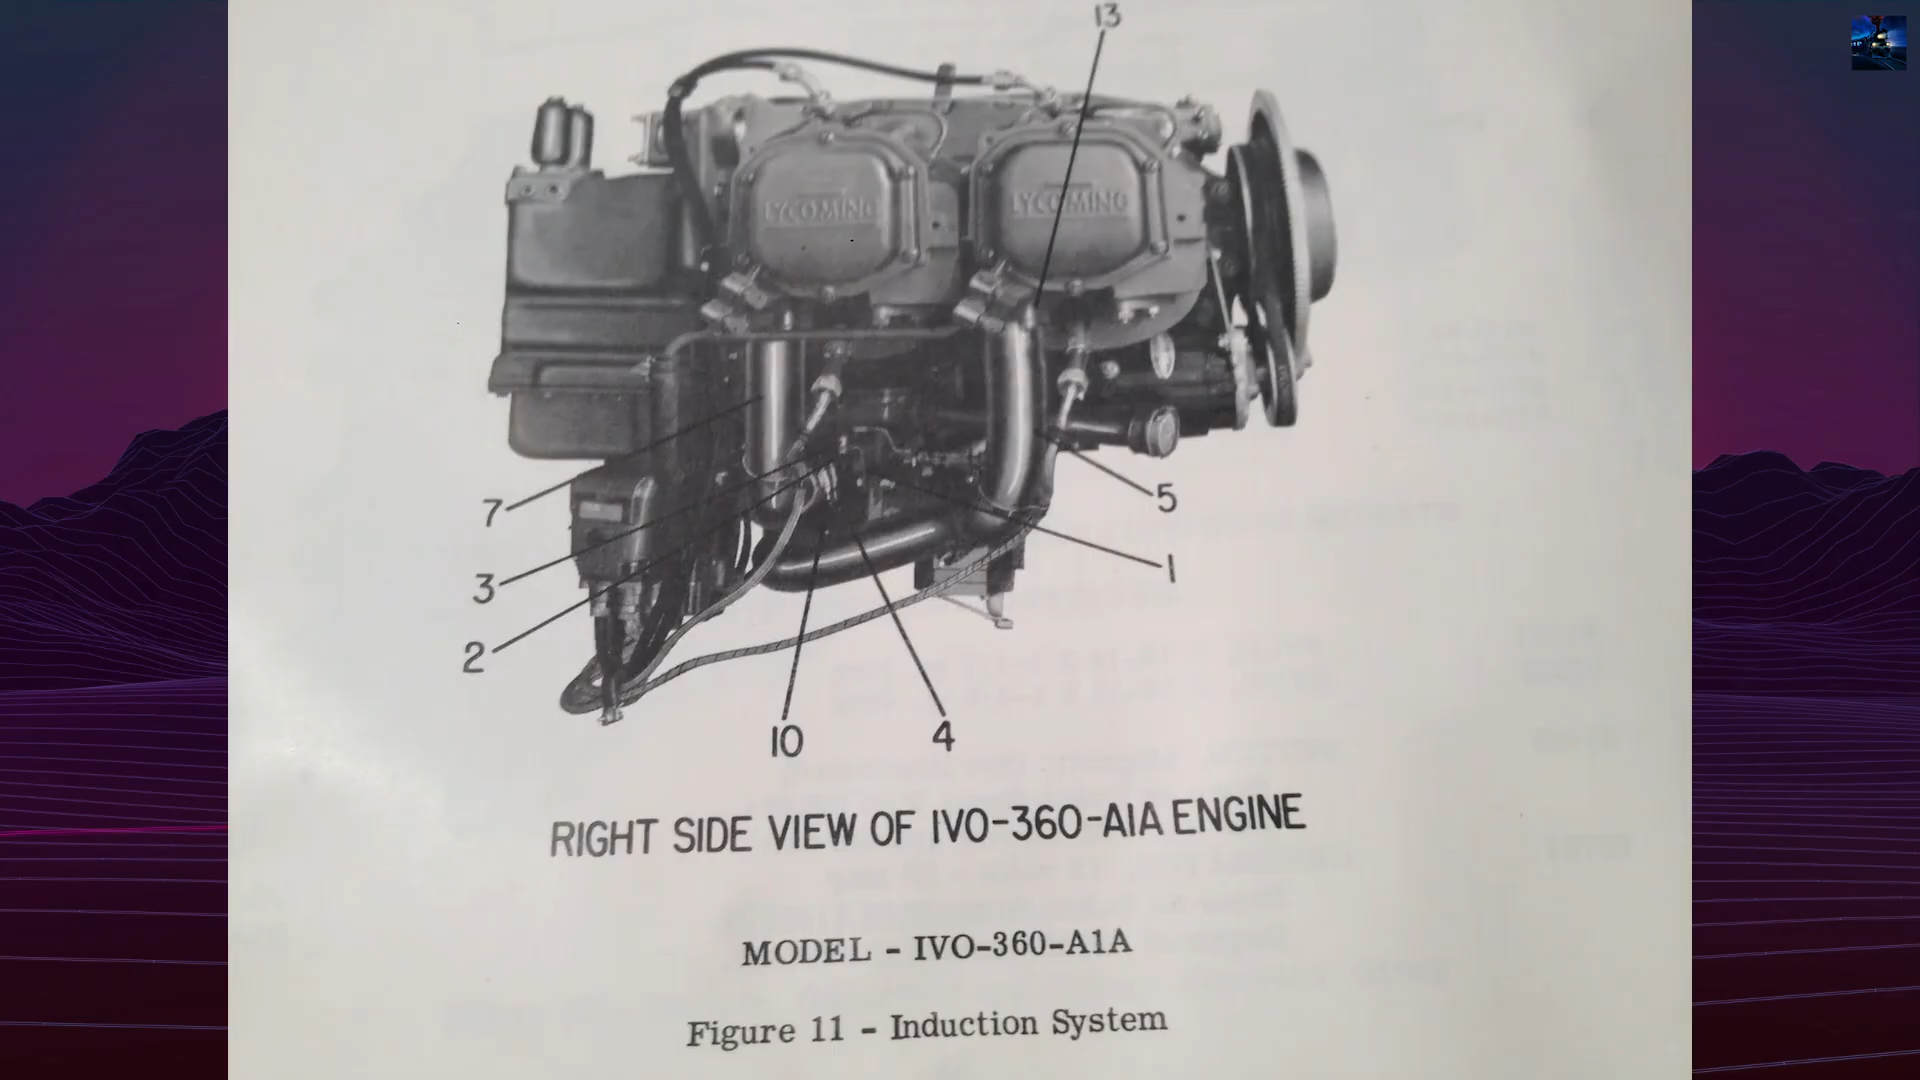 13
LYCOMING
LYCOMING
7
5
3
1
2
10
4
RIGHT SIDE VIEW OF IVO-360-A1A ENGINE
MODEL - IVO-360-A1A
Figure 11 - Induction System